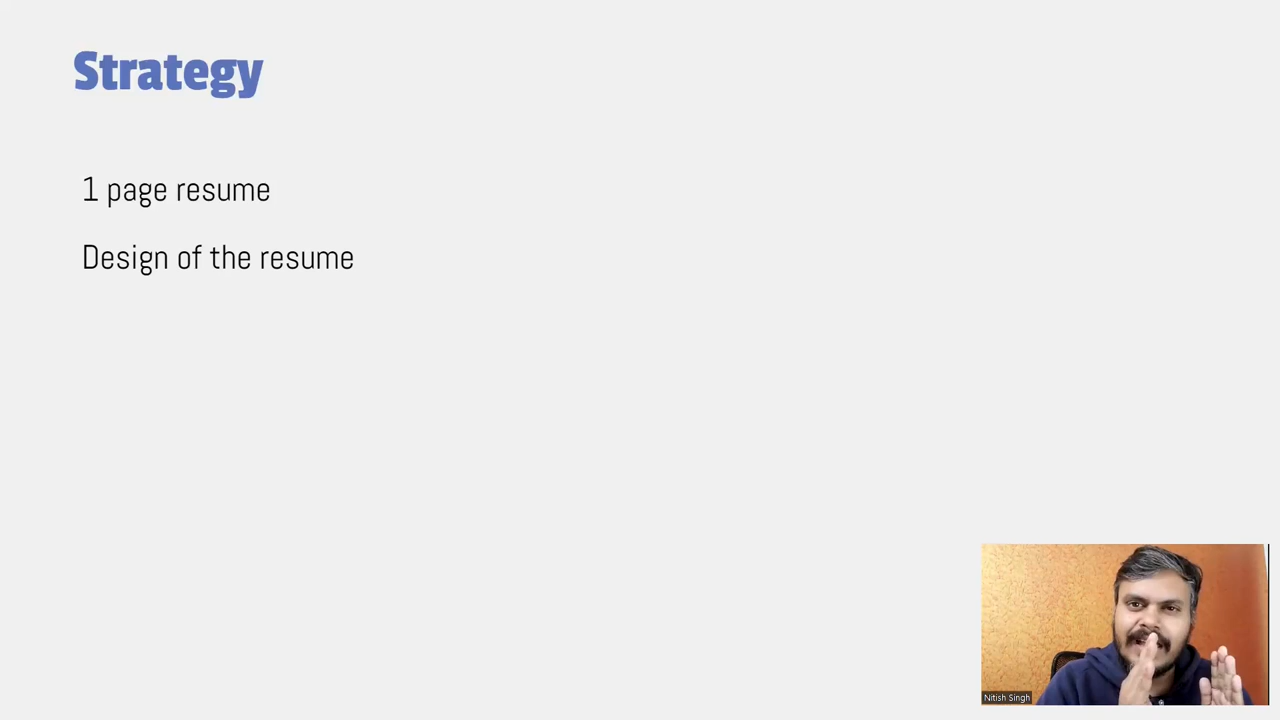 Strategy
1 page resume
Design of the resume
Nitish Singh